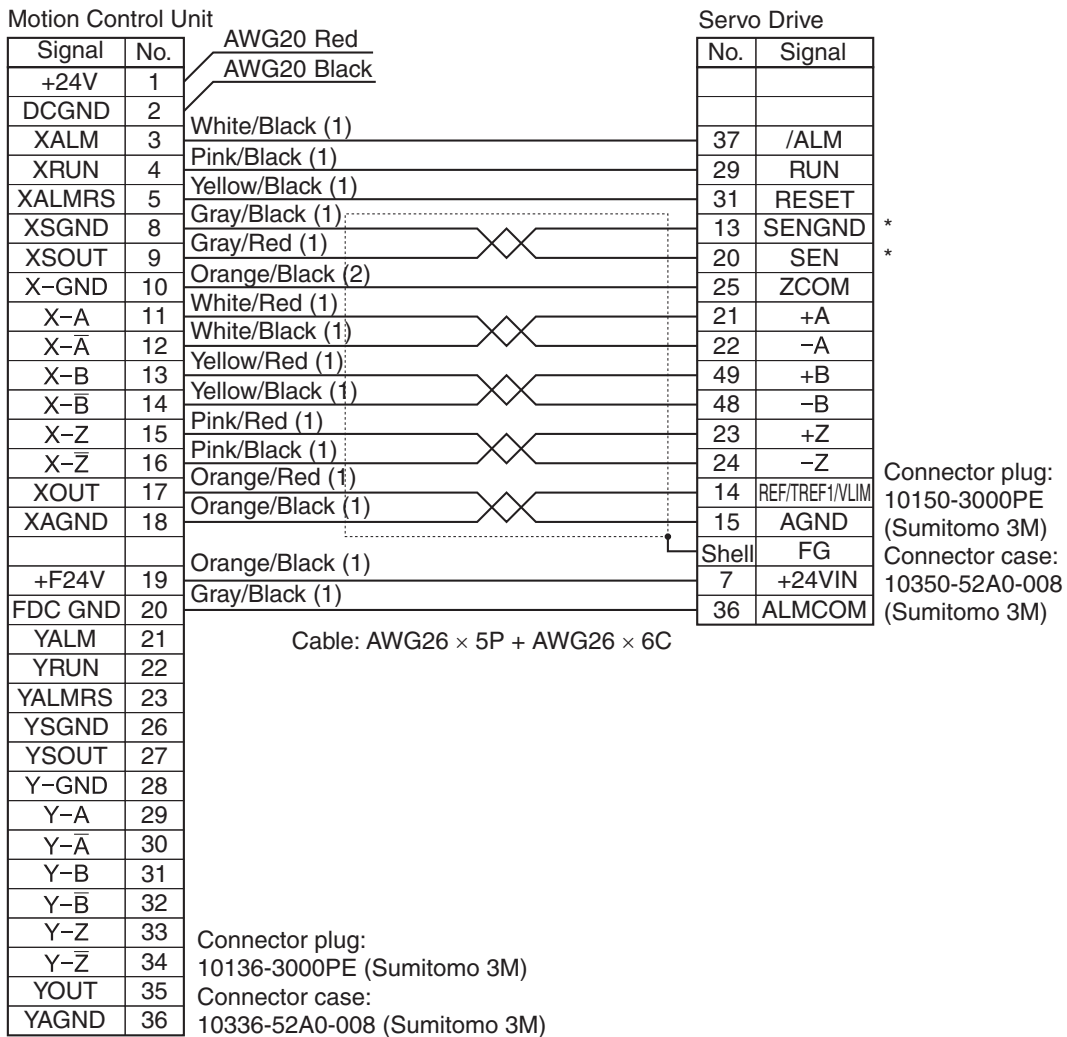 Motion Control Unit Servo Drive
Signal No. AWG20 Red No. Signal
+24V 1 AWG20 Black
DCGND 2
XALM 3 White/Black (1) 37 /ALM
XRUN 4 Pink/Black (1) 29 RUN
XALMRS 5 Yellow/Black (1) 31 RESET
XSGND 8 Gray/Black (1) 13 SENGND *
XSOUT 9 Gray/Red (1) 20 SEN *
X−GND 10 Orange/Black (2) 25 ZCOM
X−A 11 White/Red (1) 21 +A
X−A̅ 12 White/Black (1) 22 −A
X−B 13 Yellow/Red (1) 49 +B
X−B̅ 14 Yellow/Black (1) 48 −B
X−Z 15 Pink/Red (1) 23 +Z
X−Z̅ 16 Pink/Black (1) 24 −Z
XOUT 17 Orange/Red (1) 14 REF/TREF1/VLIM
XAGND 18 Orange/Black (1) 15 AGND
Shell FG
+F24V 19 Orange/Black (1) 7 +24VIN
FDC GND 20 Gray/Black (1) 36 ALMCOM
Connector plug:
10150-3000PE
(Sumitomo 3M)
Connector case:
10350-52A0-008
(Sumitomo 3M)
YALM 21 Cable: AWG26 × 5P + AWG26 × 6C
YRUN 22
YALMRS 23
YSGND 26
YSOUT 27
Y−GND 28
Y−A 29
Y−A̅ 30
Y−B 31
Y−B̅ 32
Y−Z 33
Y−Z̅ 34
YOUT 35
YAGND 36
Connector plug:
10136-3000PE (Sumitomo 3M)
Connector case:
10336-52A0-008 (Sumitomo 3M)